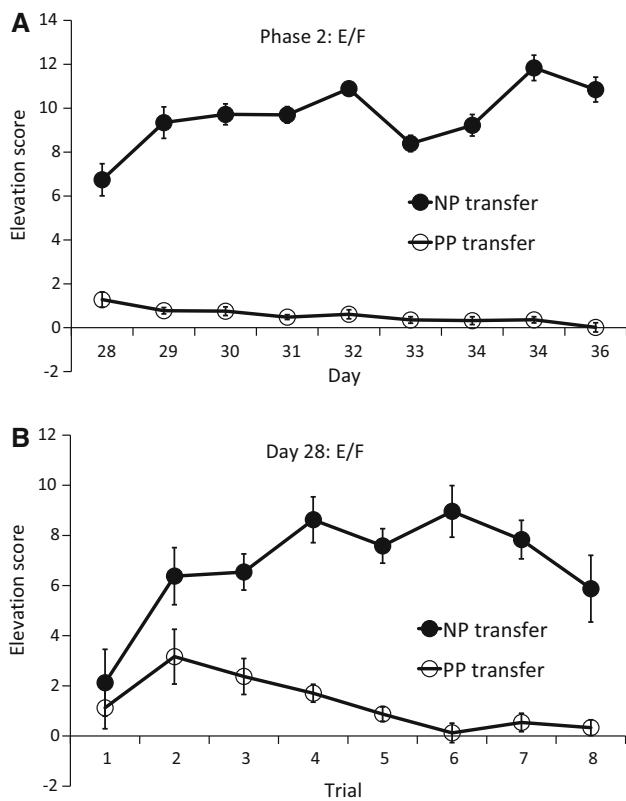 A
Phase 2: E/F
14
12
10
8
6
4
2
0
-2
Elevation score
NP transfer
PP transfer
28 29 30 31 32 33 34 34 36
Day
B
Day 28: E/F
12
10
8
6
4
2
0
-2
Elevation score
NP transfer
PP transfer
1 2 3 4 5 6 7 8
Trial